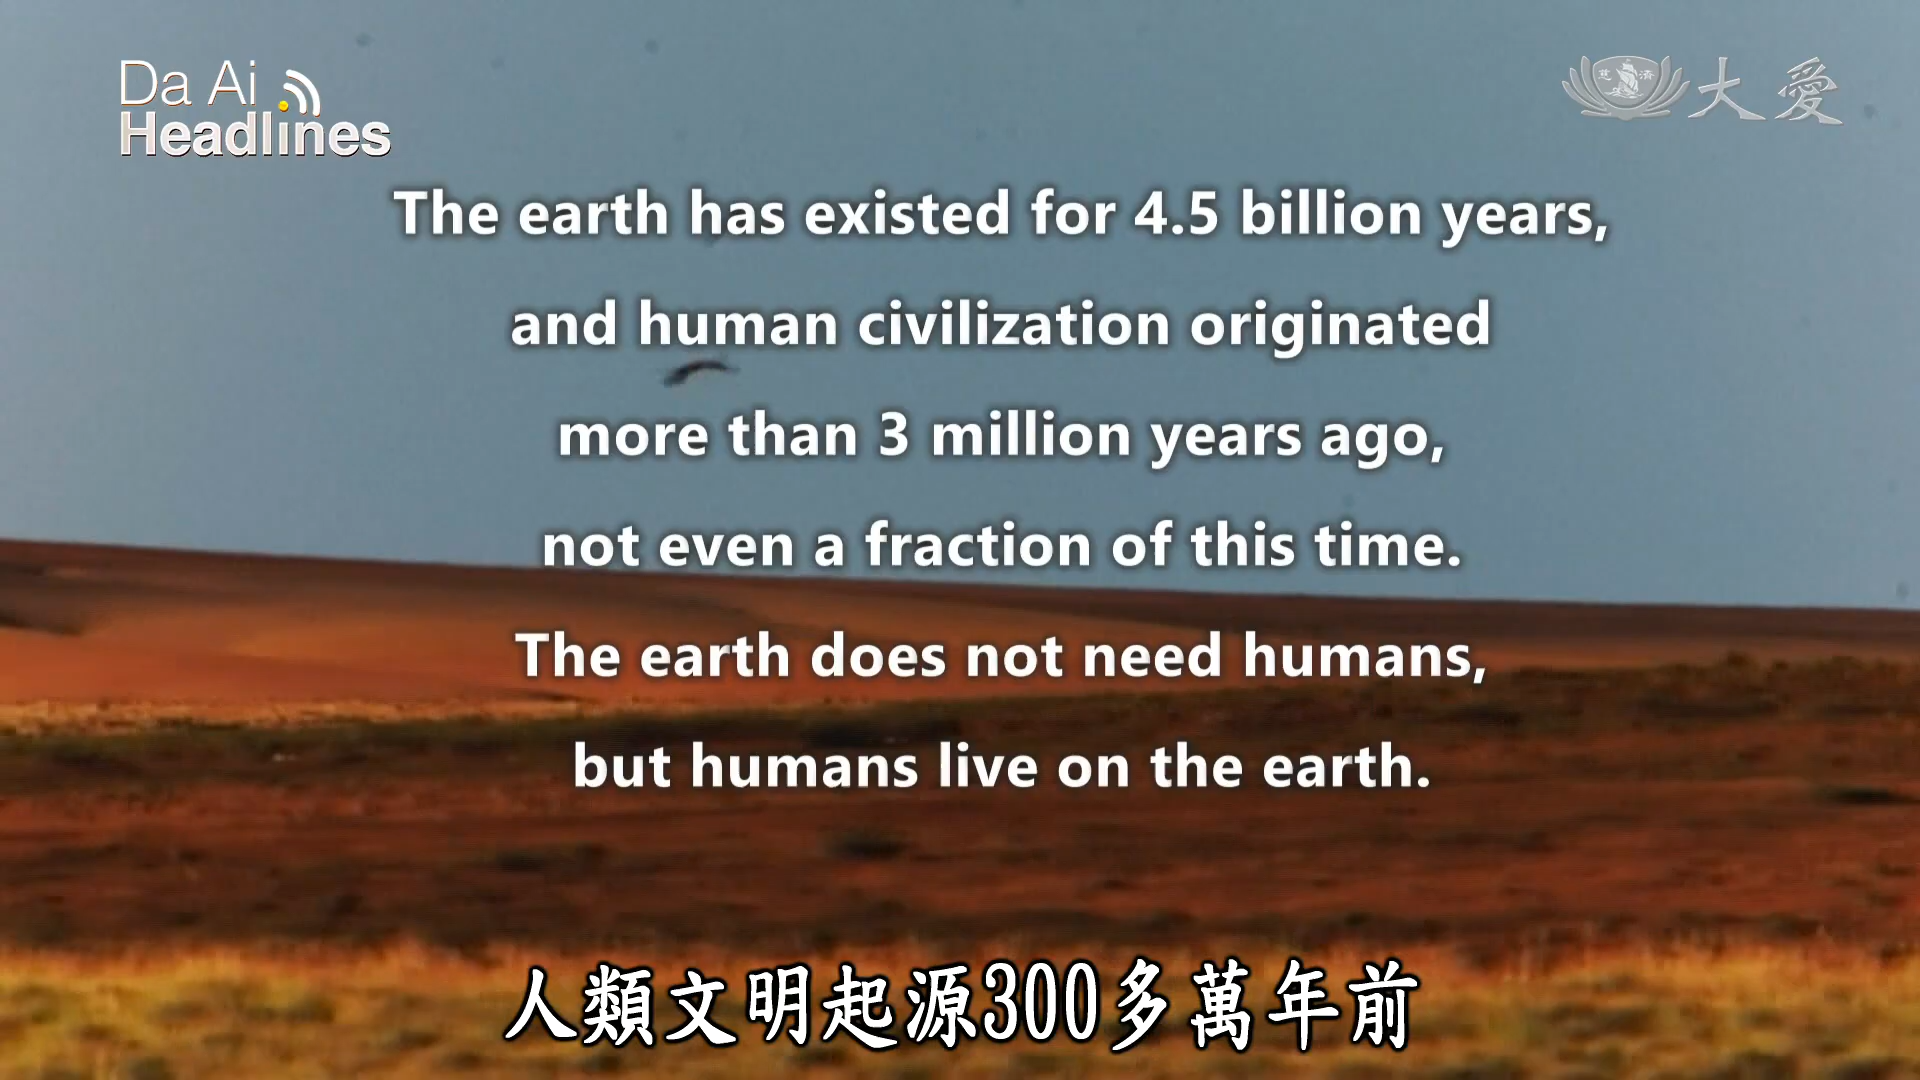 Da Ai
Headlines
慈濟
大愛
The earth has existed for 4.5 billion years,
and human civilization originated
more than 3 million years ago,
not even a fraction of this time.
The earth does not need humans,
but humans live on the earth.
人類文明起源300多萬年前